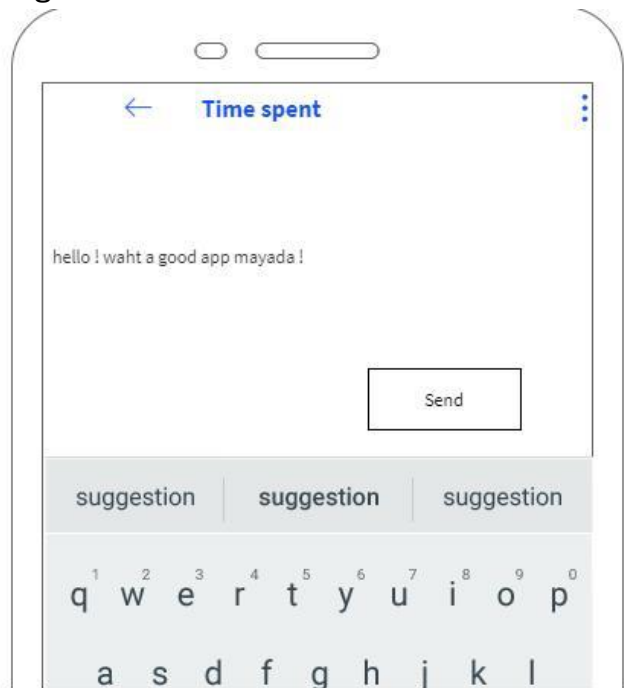 Time spent
hello ! waht a good app mayada !
Send
suggestion suggestion suggestion
1 2 3 4 5 6 7 8 9 0
q w e r t y u i o p
a s d f g h j k l